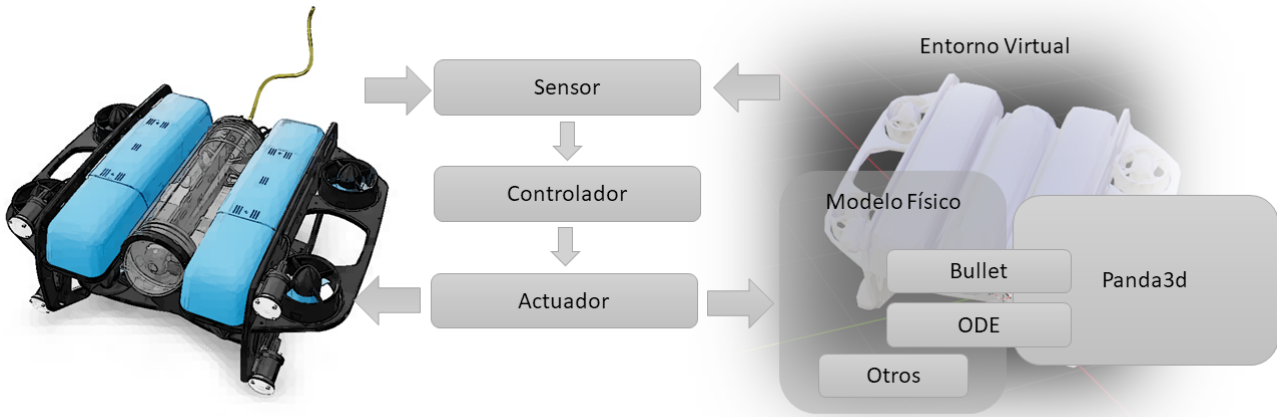 Entorno Virtual
Sensor
Controlador
Modelo Físico
Bullet
Panda3d
Actuador
ODE
Otros